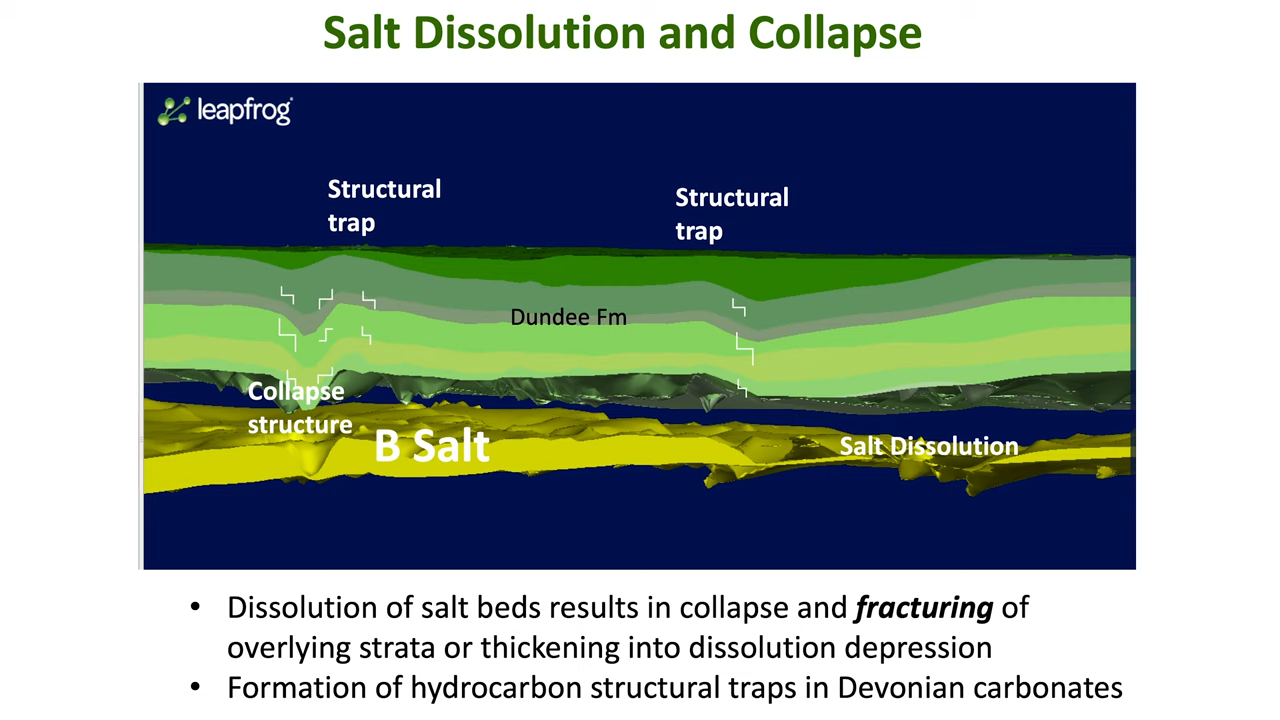 Salt Dissolution and Collapse
leapfrog
Structural
trap
Structural
trap
Dundee Fm
Collapse
structure
B Salt
Salt Dissolution
• Dissolution of salt beds results in collapse and fracturing of
overlying strata or thickening into dissolution depression
• Formation of hydrocarbon structural traps in Devonian carbonates